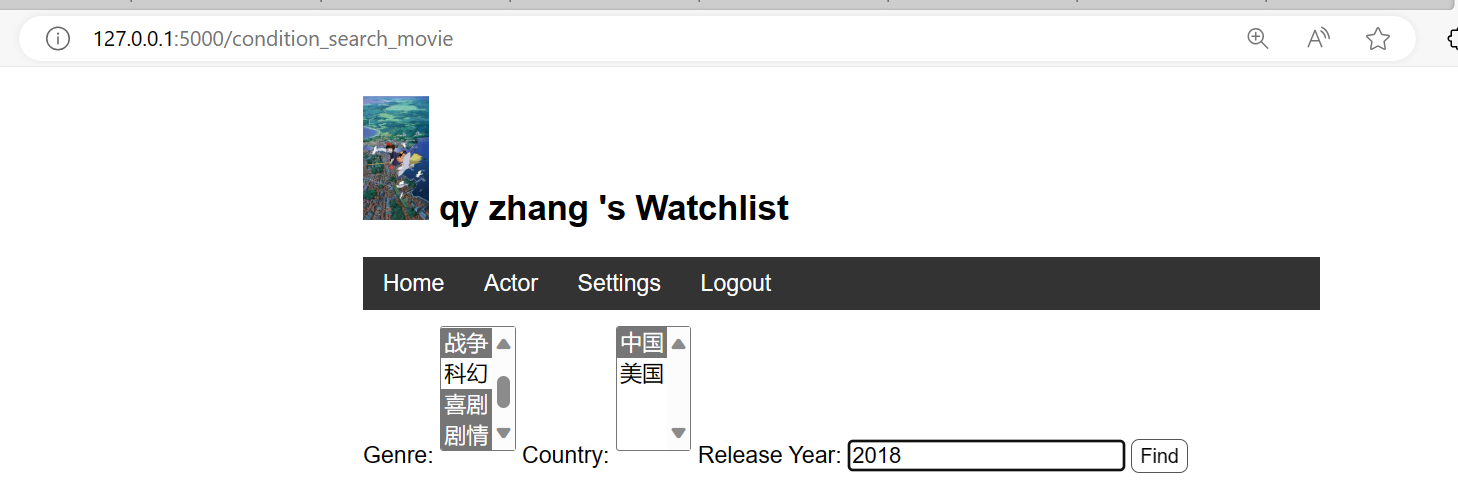 127.0.0.1:5000/condition_search_movie
qy zhang 's Watchlist
Home Actor Settings Logout
战争
科幻
喜剧
剧情
中国
美国
Genre: Country: Release Year: 2018 Find